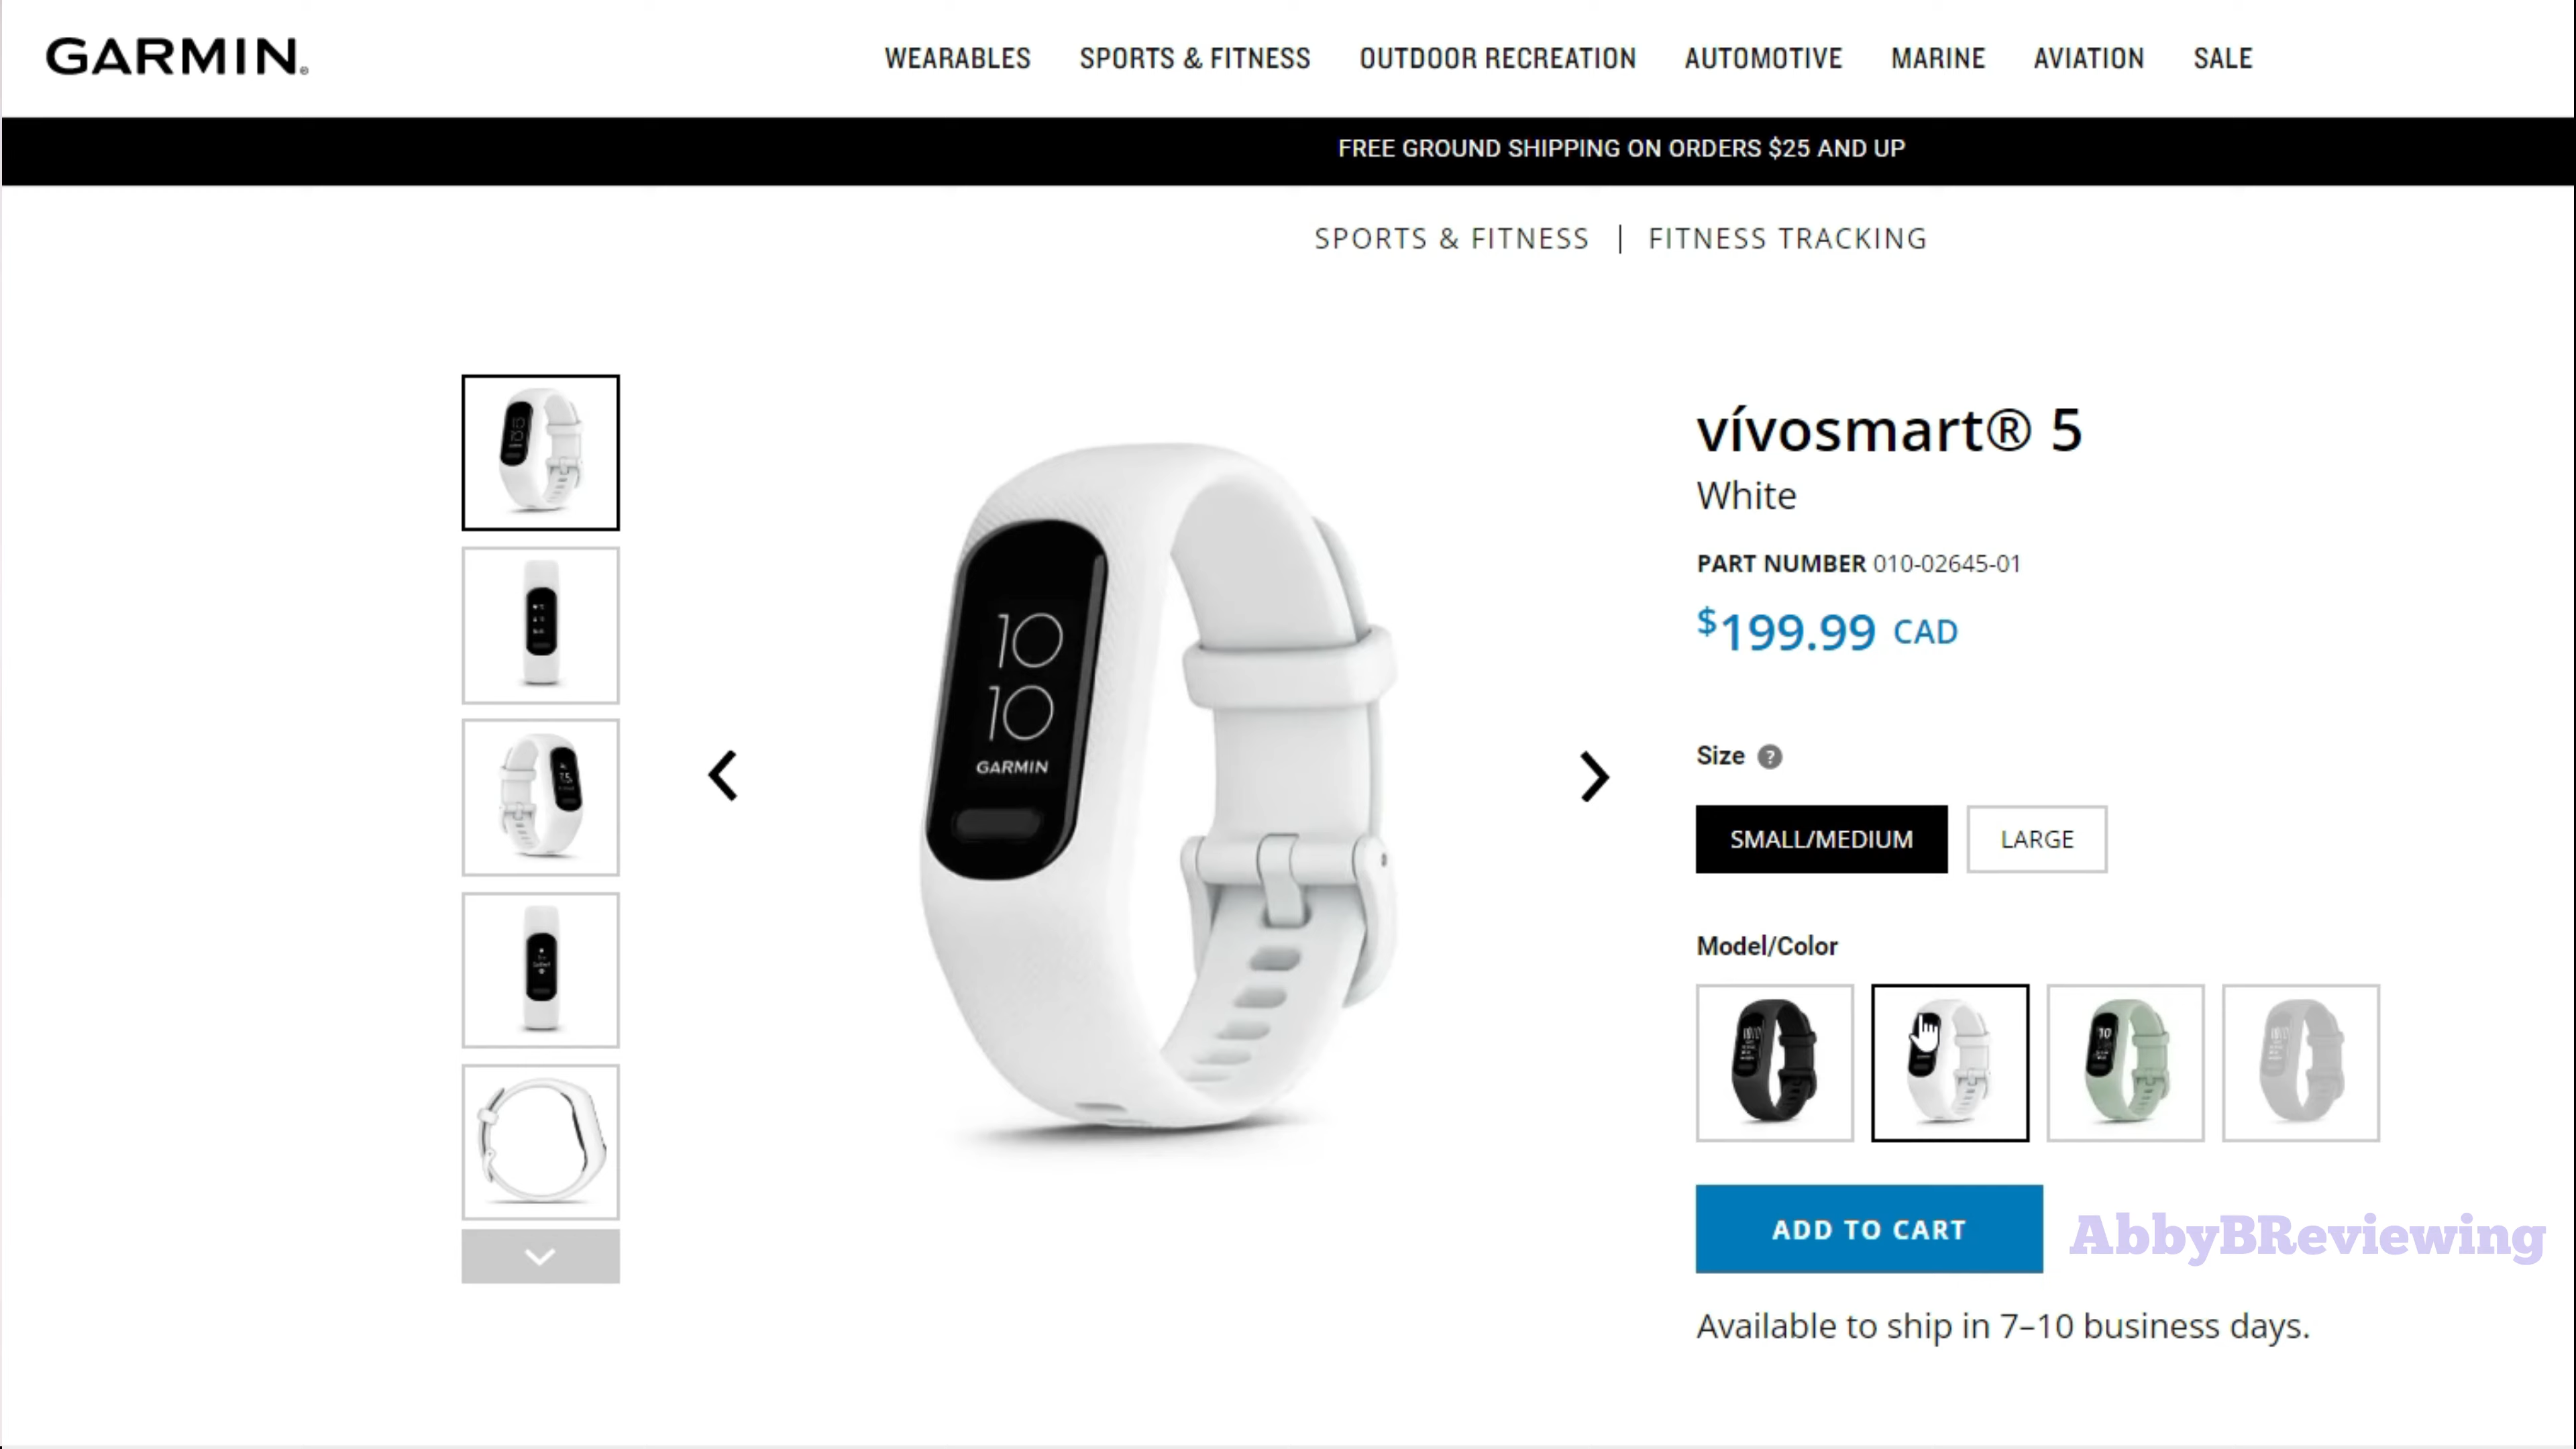 GARMIN®
WEARABLES SPORTS & FITNESS OUTDOOR RECREATION AUTOMOTIVE MARINE AVIATION SALE
FREE GROUND SHIPPING ON ORDERS $25 AND UP
SPORTS & FITNESS | FITNESS TRACKING
vívosmart® 5
White
PART NUMBER 010-02645-01
$199.99 CAD
10
10
GARMIN
Size ?
SMALL/MEDIUM LARGE
Model/Color
ADD TO CART
AbbyBReviewing
Available to ship in 7–10 business days.